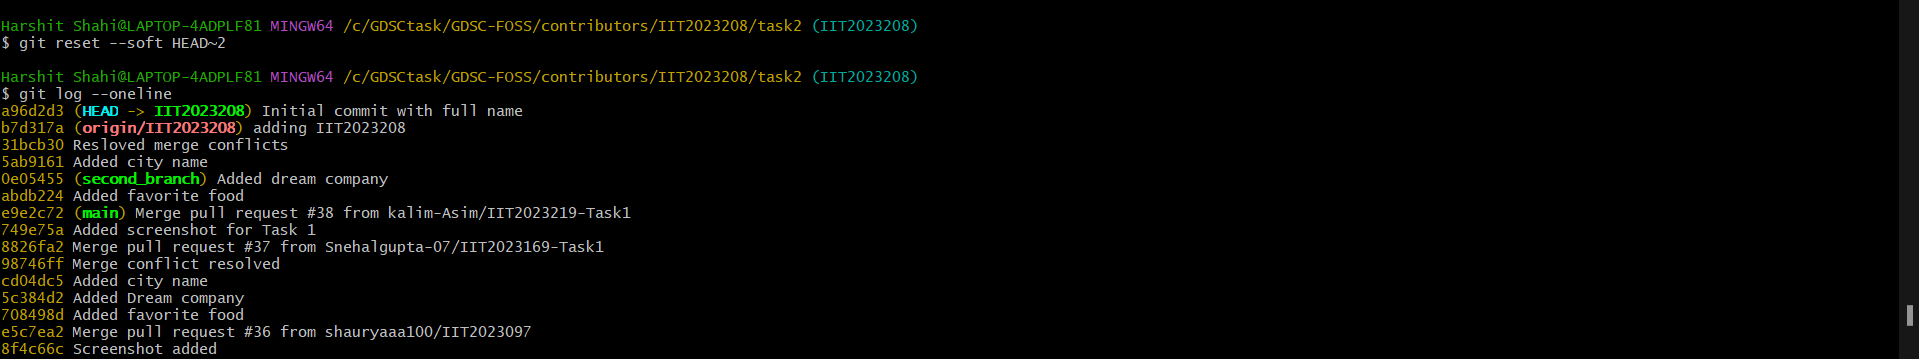 Harshit Shahi@LAPTOP-4ADPLF81 MINGW64 /c/GDSCtask/GDSC-FOSS/contributors/IIT2023208/task2 (IIT2023208)
$ git reset --soft HEAD~2
Harshit Shahi@LAPTOP-4ADPLF81 MINGW64 /c/GDSCtask/GDSC-FOSS/contributors/IIT2023208/task2 (IIT2023208)
$ git log --oneline
a96d2d3 (HEAD -> IIT2023208) Initial commit with full name
b7d317a (origin/IIT2023208) adding IIT2023208
31bcb30 Resloved merge conflicts
5ab9161 Added city name
0e05455 (second_branch) Added dream company
abdb224 Added favorite food
e9e2c72 (main) Merge pull request #38 from kalim-Asim/IIT2023219-Task1
749e75a Added screenshot for Task 1
8826fa2 Merge pull request #37 from Snehalgupta-07/IIT2023169-Task1
98746ff Merge conflict resolved
cd04dc5 Added city name
5c384d2 Added Dream company
708498d Added favorite food
e5c7ea2 Merge pull request #36 from shauryaaa100/IIT2023097
8f4c66c Screenshot added